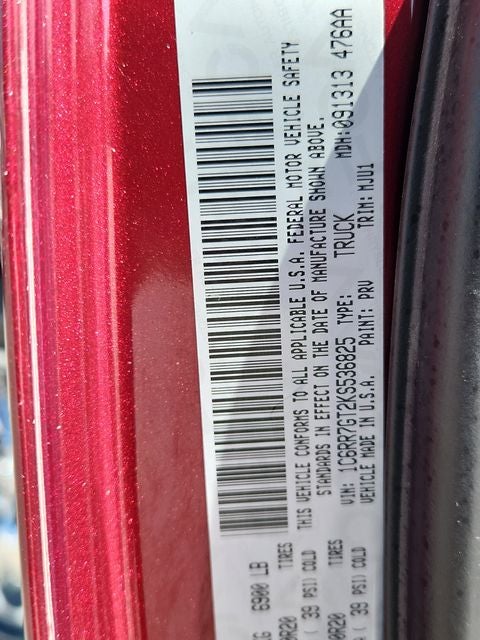 G 6900 LB
R20 TIRES
( 39 PSI) COLD
THIS VEHICLE CONFORMS TO ALL APPLICABLE U.S.A. FEDERAL MOTOR VEHICLE SAFETY
STANDARDS IN EFFECT ON THE DATE OF MANUFACTURE SHOWN ABOVE.
0R20 TIRES
( 39 PSI) COLD
VIN: 1C6RR7GT2KS536825 TYPE: TRUCK MDH:091313 476AA
VEHICLE MADE IN U.S.A. PAINT: PRV TRIM: MJU1